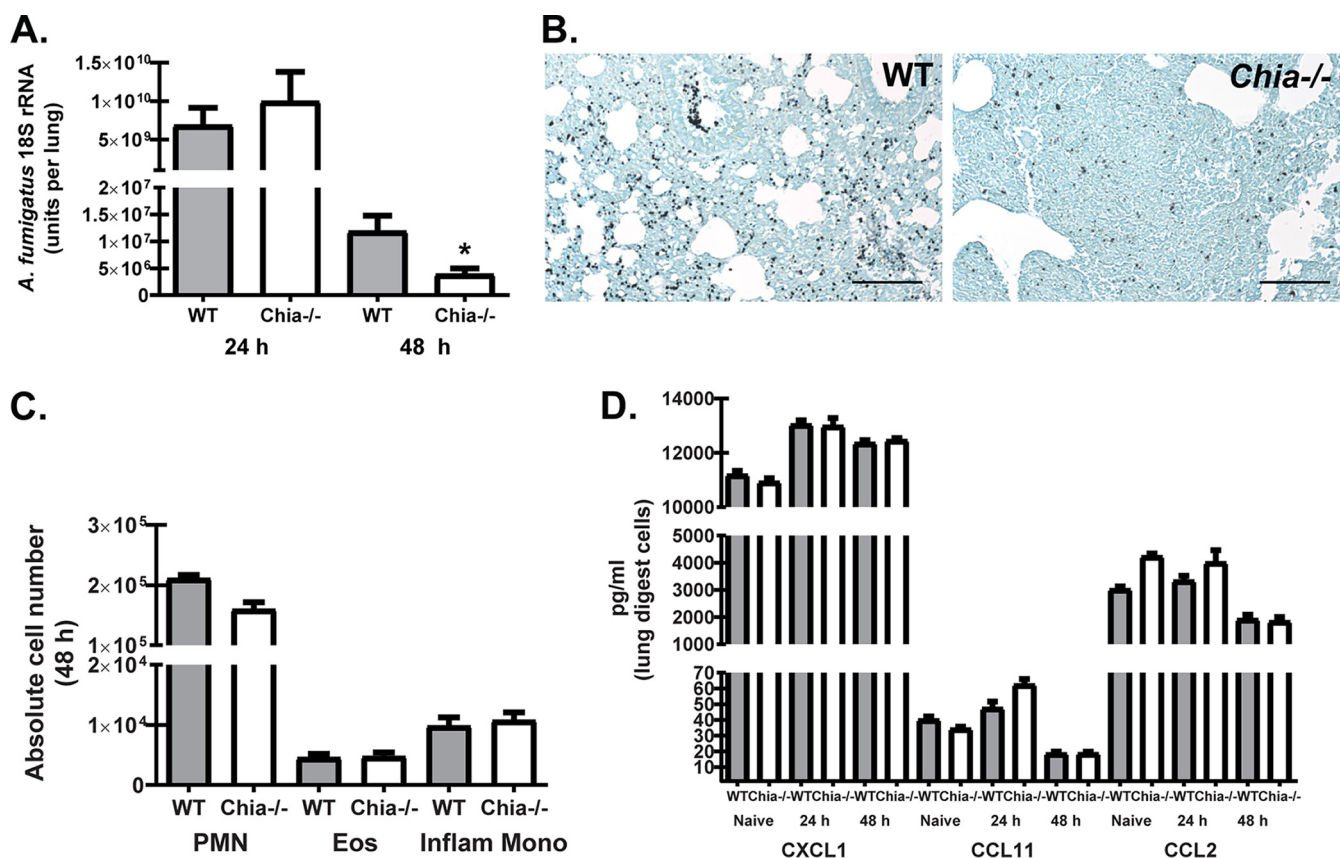 A.
A. fumigatus 18S rRNA
(units per lung)
1.5×10¹⁰
1×10¹⁰
5×10⁹
2×10⁷
1.5×10⁷
1×10⁷
5×10⁶
0
*
WT Chia-/- WT Chia-/-
24 h 48 h
B.
WT
Chia-/-
C.
Absolute cell number
(48 h)
3×10⁵
2×10⁵
1×10⁵
2×10⁴
1×10⁴
0
WT Chia-/- WT Chia-/- WT Chia-/-
PMN Eos Inflam Mono
D.
pg/ml
(lung digest cells)
14000
12000
10000
5000
4000
3000
2000
1000
70
60
50
40
30
20
10
WTChia-/-WTChia-/-WTChia-/-WTChia-/-WTChia-/-WTChia-/-WTChia-/-WTChia-/-WTChia-/-
Naive 24 h 48 h Naive 24 h 48 h Naive 24 h 48 h
CXCL1 CCL11 CCL2